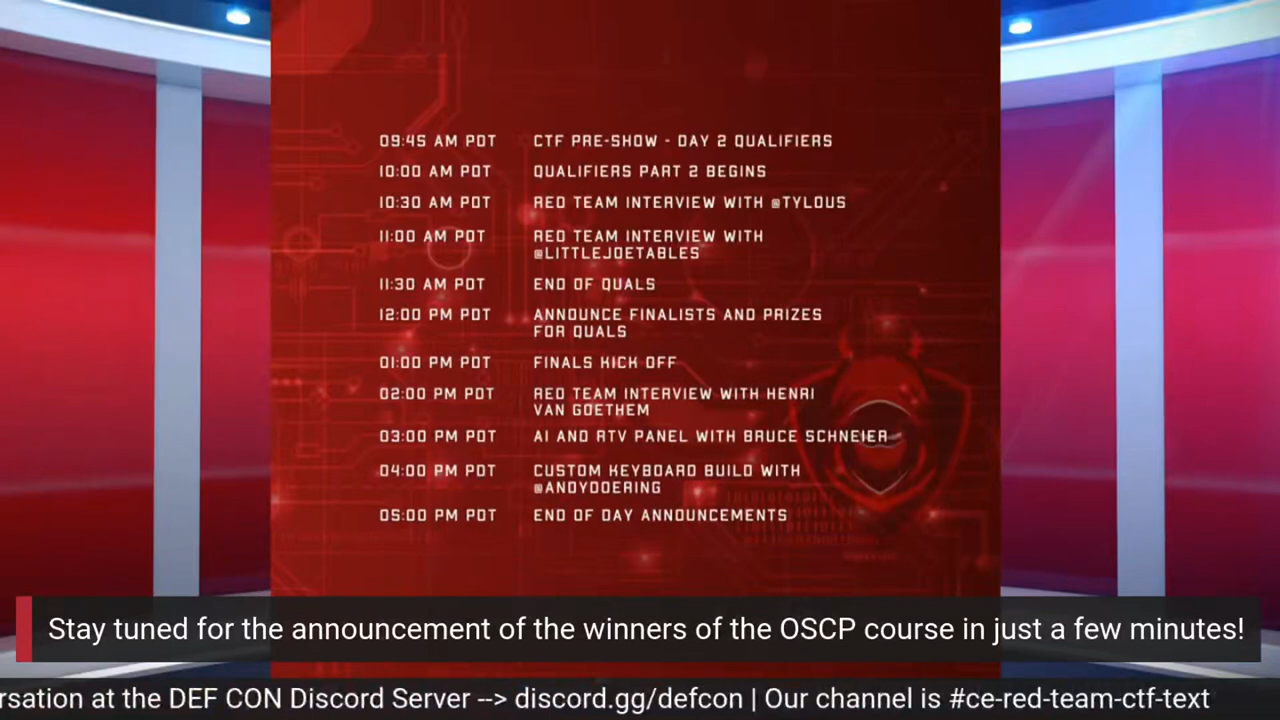 09:45 AM PDT CTF PRE-SHOW - DAY 2 QUALIFIERS
10:00 AM PDT QUALIFIERS PART 2 BEGINS
10:30 AM PDT RED TEAM INTERVIEW WITH @TYLOUS
11:00 AM PDT RED TEAM INTERVIEW WITH
@LITTLEJOETABLES
11:30 AM PDT END OF QUALS
12:00 PM PDT ANNOUNCE FINALISTS AND PRIZES
FOR QUALS
01:00 PM PDT FINALS KICK OFF
02:00 PM PDT RED TEAM INTERVIEW WITH HENRI
VAN GOETHEM
03:00 PM PDT AI AND RTV PANEL WITH BRUCE SCHNEIER
04:00 PM PDT CUSTOM KEYBOARD BUILD WITH
@ANDYDOERING
05:00 PM PDT END OF DAY ANNOUNCEMENTS
Stay tuned for the announcement of the winners of the OSCP course in just a few minutes!
rsation at the DEF CON Discord Server --> discord.gg/defcon | Our channel is #ce-red-team-ctf-text